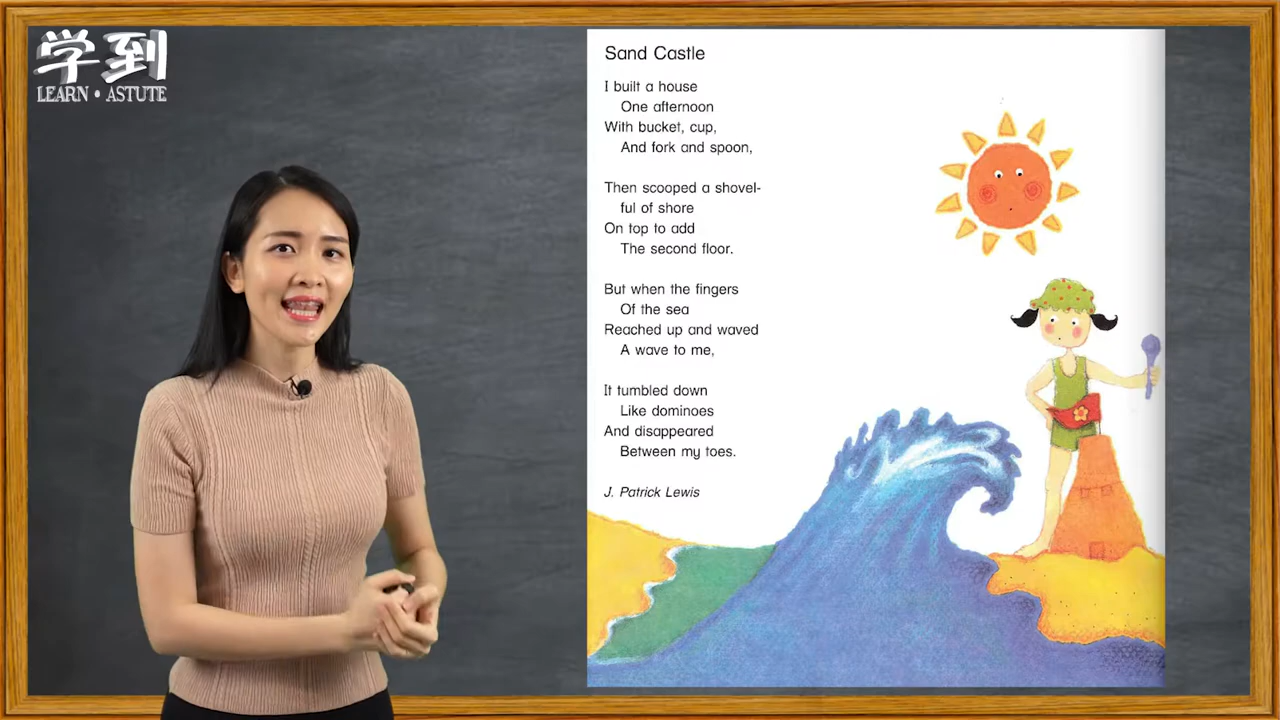 学到
LEARN • ASTUTE
Sand Castle
I built a house
One afternoon
With bucket, cup,
And fork and spoon,
Then scooped a shovel-
ful of shore
On top to add
The second floor.
But when the fingers
Of the sea
Reached up and waved
A wave to me,
It tumbled down
Like dominoes
And disappeared
Between my toes.
J. Patrick Lewis